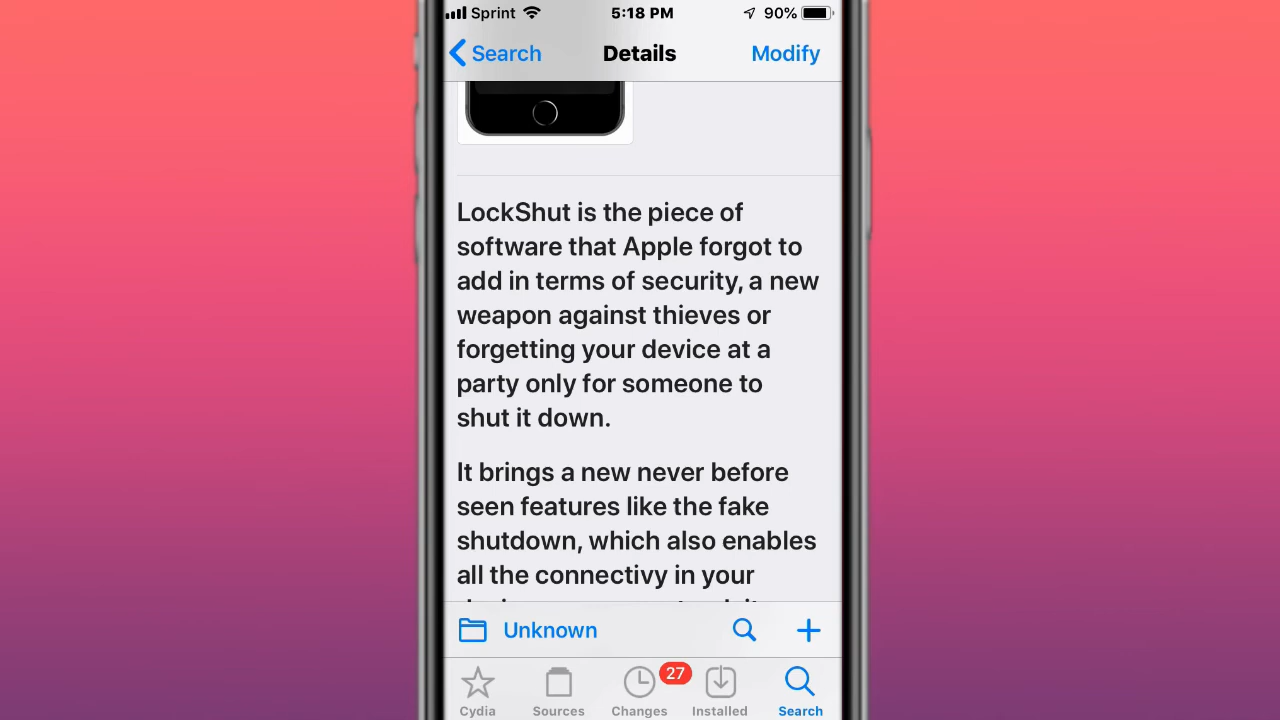 Sprint 5:18 PM 90%
Search Details Modify
LockShut is the piece of
software that Apple forgot to
add in terms of security, a new
weapon against thieves or
forgetting your device at a
party only for someone to
shut it down.
It brings a new never before
seen features like the fake
shutdown, which also enables
all the connectivy in your
Unknown
27
Cydia Sources Changes Installed Search